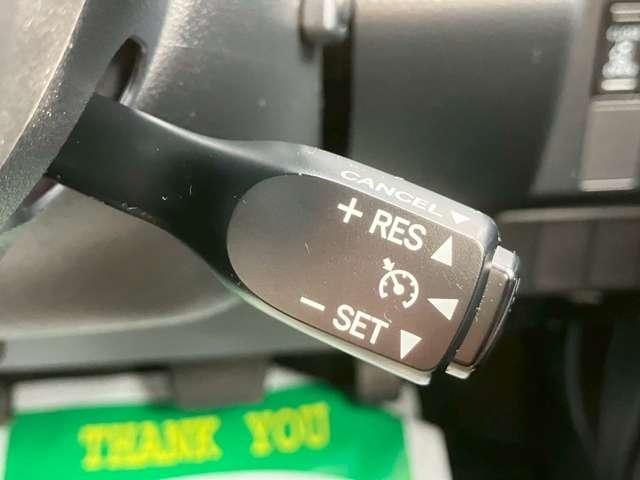 CANCEL ▼
+ RES ▲
◀
- SET ▼
THANK YOU